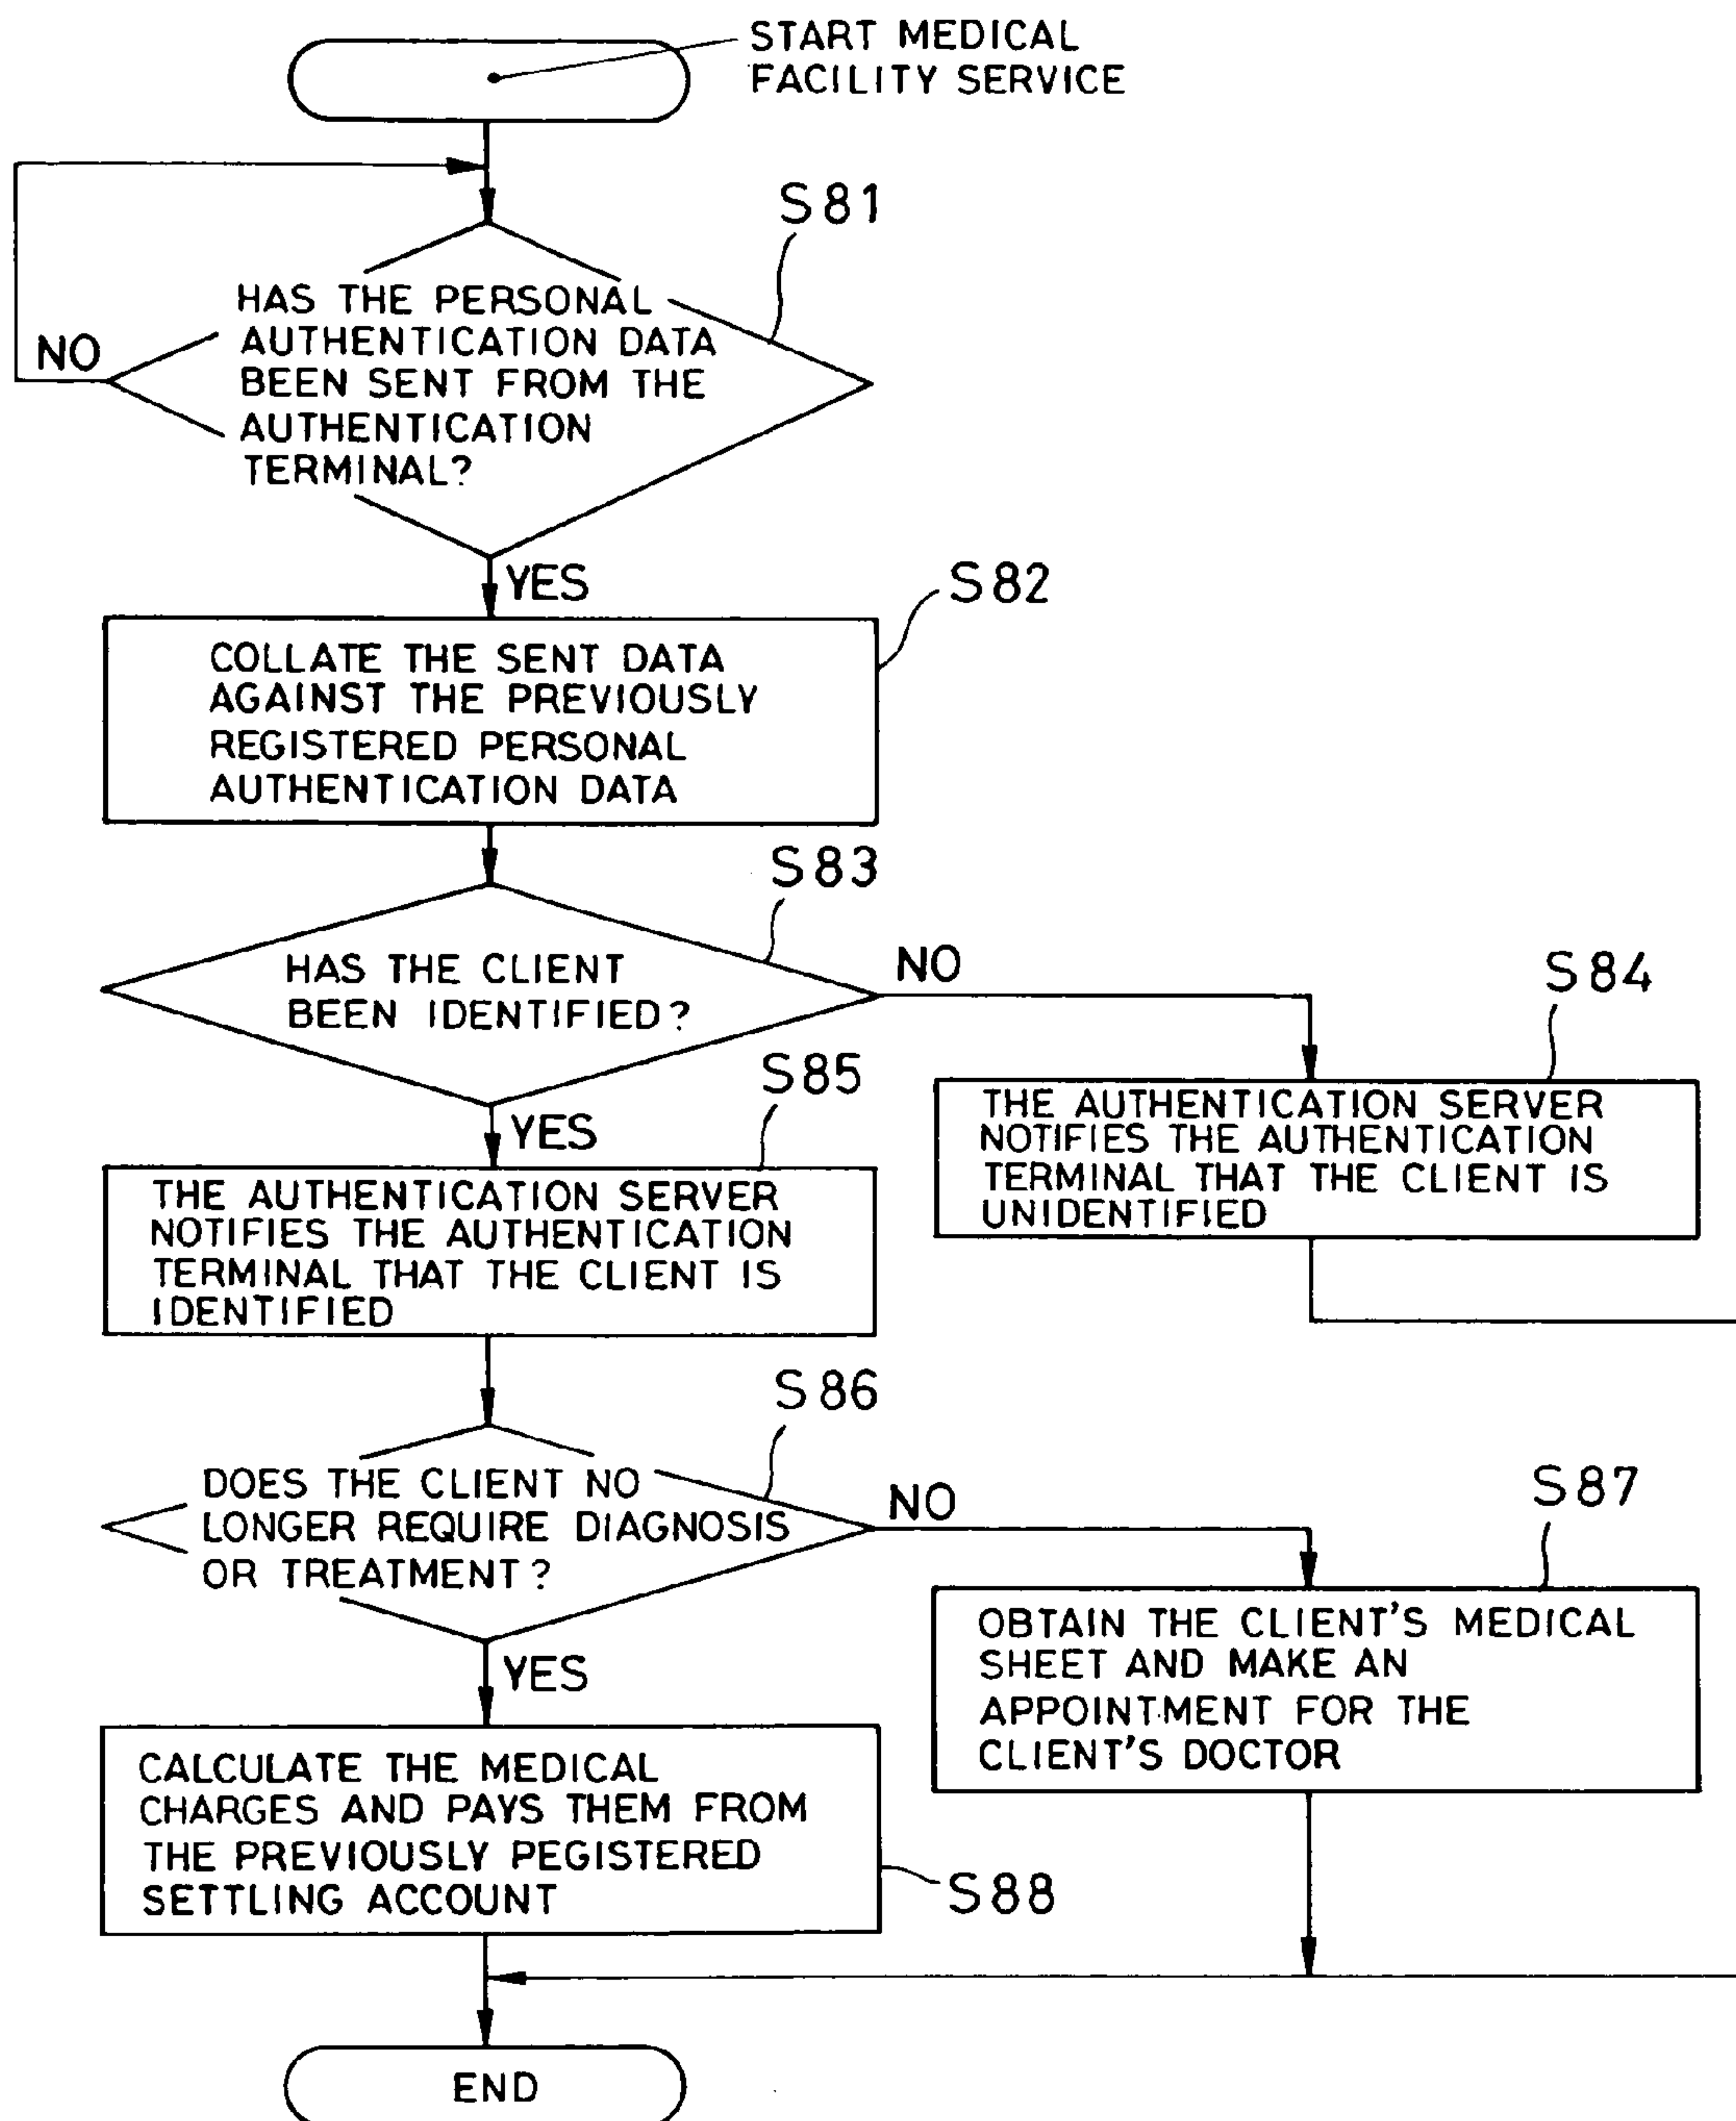 START MEDICAL
FACILITY SERVICE
S81
HAS THE PERSONAL
AUTHENTICATION DATA
BEEN SENT FROM THE
AUTHENTICATION
TERMINAL?
NO
YES
S82
COLLATE THE SENT DATA
AGAINST THE PREVIOUSLY
REGISTERED PERSONAL
AUTHENTICATION DATA
S83
HAS THE CLIENT
BEEN IDENTIFIED?
NO
S84
THE AUTHENTICATION SERVER
NOTIFIES THE AUTHENTICATION
TERMINAL THAT THE CLIENT IS
UNIDENTIFIED
YES
S85
THE AUTHENTICATION SERVER
NOTIFIES THE AUTHENTICATION
TERMINAL THAT THE CLIENT IS
IDENTIFIED
S86
DOES THE CLIENT NO
LONGER REQUIRE DIAGNOSIS
OR TREATMENT?
NO
S87
OBTAIN THE CLIENT'S MEDICAL
SHEET AND MAKE AN
APPOINTMENT FOR THE
CLIENT'S DOCTOR
YES
CALCULATE THE MEDICAL
CHARGES AND PAYS THEM FROM
THE PREVIOUSLY PEGISTERED
SETTLING ACCOUNT
S88
END